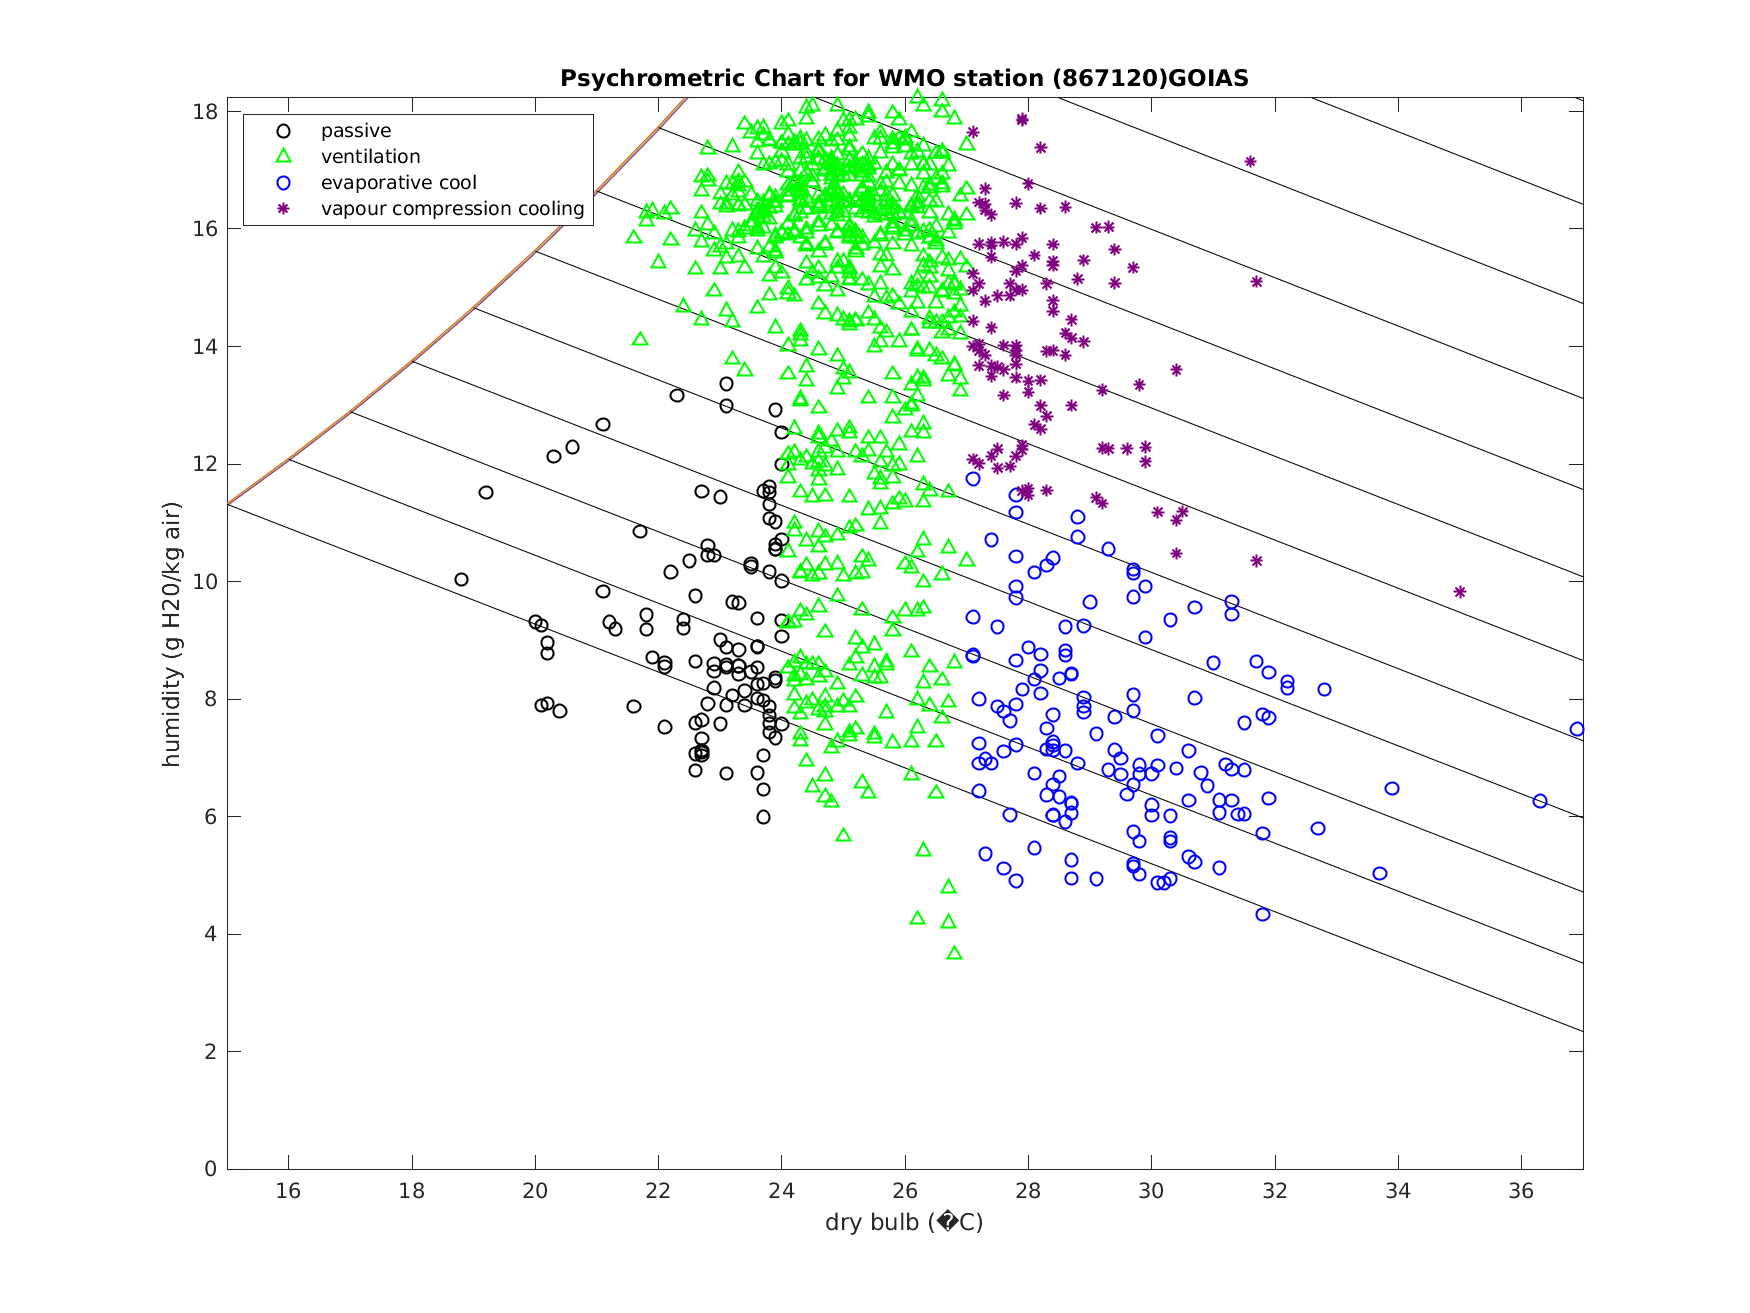 Psychrometric Chart for WMO station (867120)GOIAS
passive
ventilation
evaporative cool
vapour compression cooling
18
16
14
12
10
8
6
4
2
0
humidity (g H20/kg air)
16 18 20 22 24 26 28 30 32 34 36
dry bulb (�C)